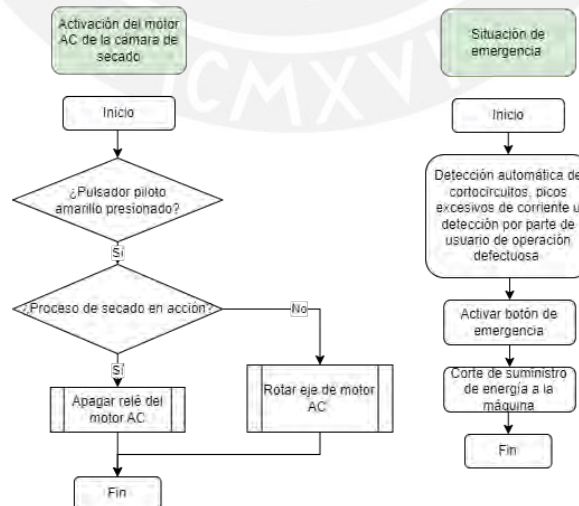 Activación del motor
AC de la cámara de
secado
Inicio
¿Pulsador piloto
amarillo presionado?
Sí
¿Proceso de secado en acción?
No
Sí
Apagar relé del
motor AC
Rotar eje de motor
AC
Fin
Situación de
emergencia
Inicio
Detección automática de
cortocircuitos, picos
excesivos de corriente u
detección por parte de
usuario de operación
defectuosa
Activar botón de
emergencia
Corte de suministro
de energía a la
máquina
Fin
CMXVI